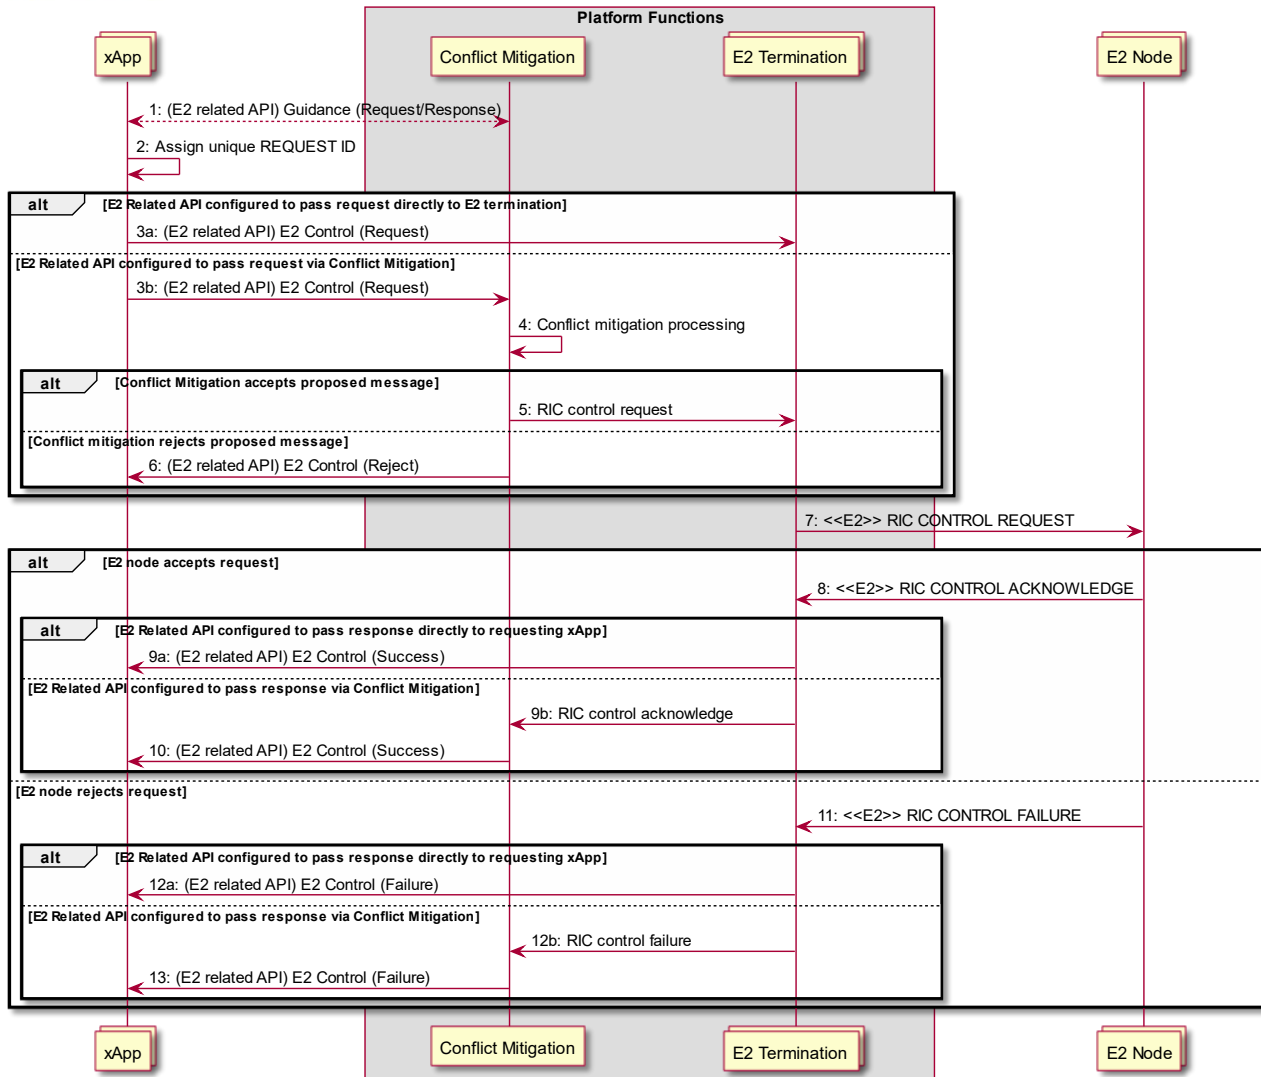 Platform Functions
xApp
Conflict Mitigation
E2 Termination
E2 Node
1: (E2 related API) Guidance (Request/Response)
2: Assign unique REQUEST ID
alt
[E2 Related API configured to pass request directly to E2 termination]
3a: (E2 related API) E2 Control (Request)
[E2 Related API configured to pass request via Conflict Mitigation]
3b: (E2 related API) E2 Control (Request)
4: Conflict mitigation processing
alt
[Conflict Mitigation accepts proposed message]
5: RIC control request
[Conflict mitigation rejects proposed message]
6: (E2 related API) E2 Control (Reject)
7: <<E2>> RIC CONTROL REQUEST
alt
[E2 node accepts request]
8: <<E2>> RIC CONTROL ACKNOWLEDGE
alt
[E2 Related API configured to pass response directly to requesting xApp]
9a: (E2 related API) E2 Control (Success)
[E2 Related API configured to pass response via Conflict Mitigation]
9b: RIC control acknowledge
10: (E2 related API) E2 Control (Success)
[E2 node rejects request]
11: <<E2>> RIC CONTROL FAILURE
alt
[E2 Related API configured to pass response directly to requesting xApp]
12a: (E2 related API) E2 Control (Failure)
[E2 Related API configured to pass response via Conflict Mitigation]
12b: RIC control failure
13: (E2 related API) E2 Control (Failure)
xApp
Conflict Mitigation
E2 Termination
E2 Node